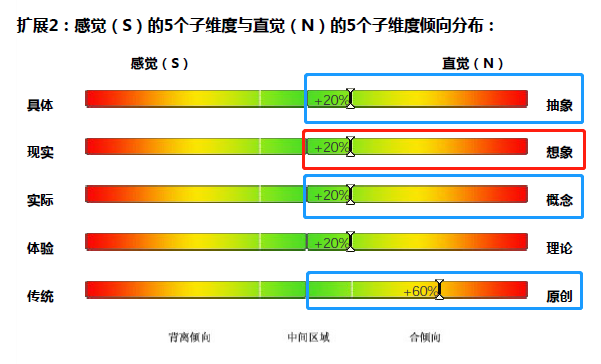 扩展2：感觉（S）的5个子维度与直觉（N）的5个子维度倾向分布：
感觉（S） 直觉（N）
具体 +20% 抽象
现实 +20% 想象
实际 +20% 概念
体验 +20% 理论
传统 +60% 原创
背离倾向 中间区域 合倾向